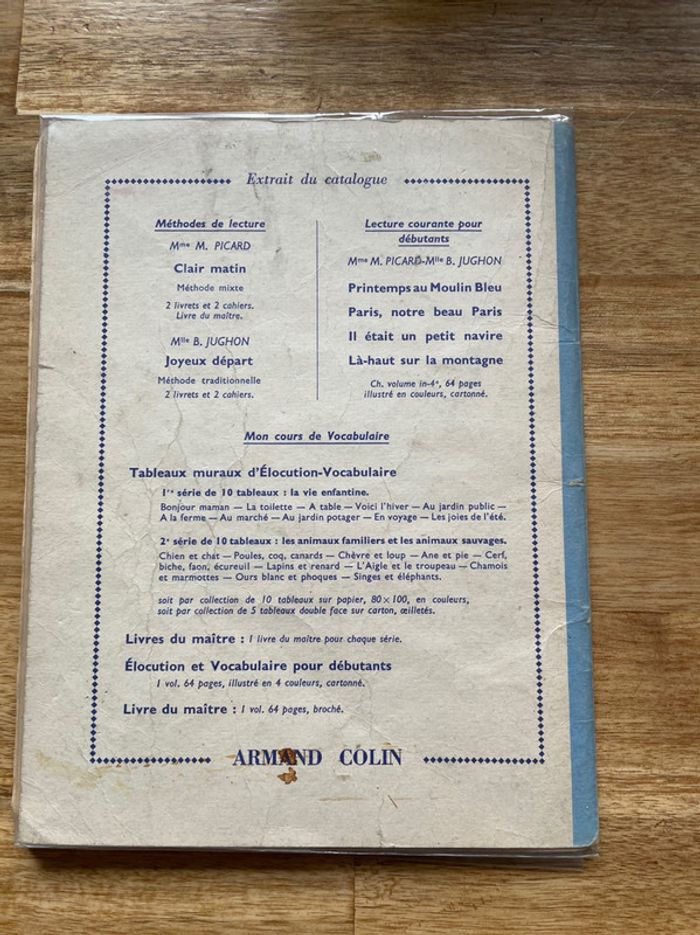 Extrait du catalogue
Méthodes de lecture
Mme M. PICARD
Clair matin
Méthode mixte
2 livrets et 2 cahiers.
Livre du maître.
Mlle B. JUGHON
Joyeux départ
Méthode traditionnelle
2 livrets et 2 cahiers.
Lecture courante pour
débutants
Mme M. PICARD-Mlle B. JUGHON
Printemps au Moulin Bleu
Paris, notre beau Paris
Il était un petit navire
Là-haut sur la montagne
Ch. volume in-4°, 64 pages
illustré en couleurs, cartonné.
Mon cours de Vocabulaire
Tableaux muraux d'Élocution-Vocabulaire
1re série de 10 tableaux : la vie enfantine.
Bonjour maman — La toilette — A table — Voici l'hiver — Au jardin public —
A la ferme — Au marché — Au jardin potager — En voyage — Les joies de l'été.
2e série de 10 tableaux : les animaux familiers et les animaux sauvages.
Chien et chat — Poules, coq, canards — Chèvre et loup — Ane et pie — Cerf,
biche, faon, écureuil — Lapins et renard — L'Aigle et le troupeau — Chamois
et marmottes — Ours blanc et phoques — Singes et éléphants.
soit par collection de 10 tableaux sur papier, 80 × 100, en couleurs,
soit par collection de 5 tableaux double face sur carton, œilletés.
Livres du maître : 1 livre du maître pour chaque série.
Élocution et Vocabulaire pour débutants
1 vol. 64 pages, illustré en 4 couleurs, cartonné.
Livre du maître : 1 vol. 64 pages, broché.
ARMAND COLIN